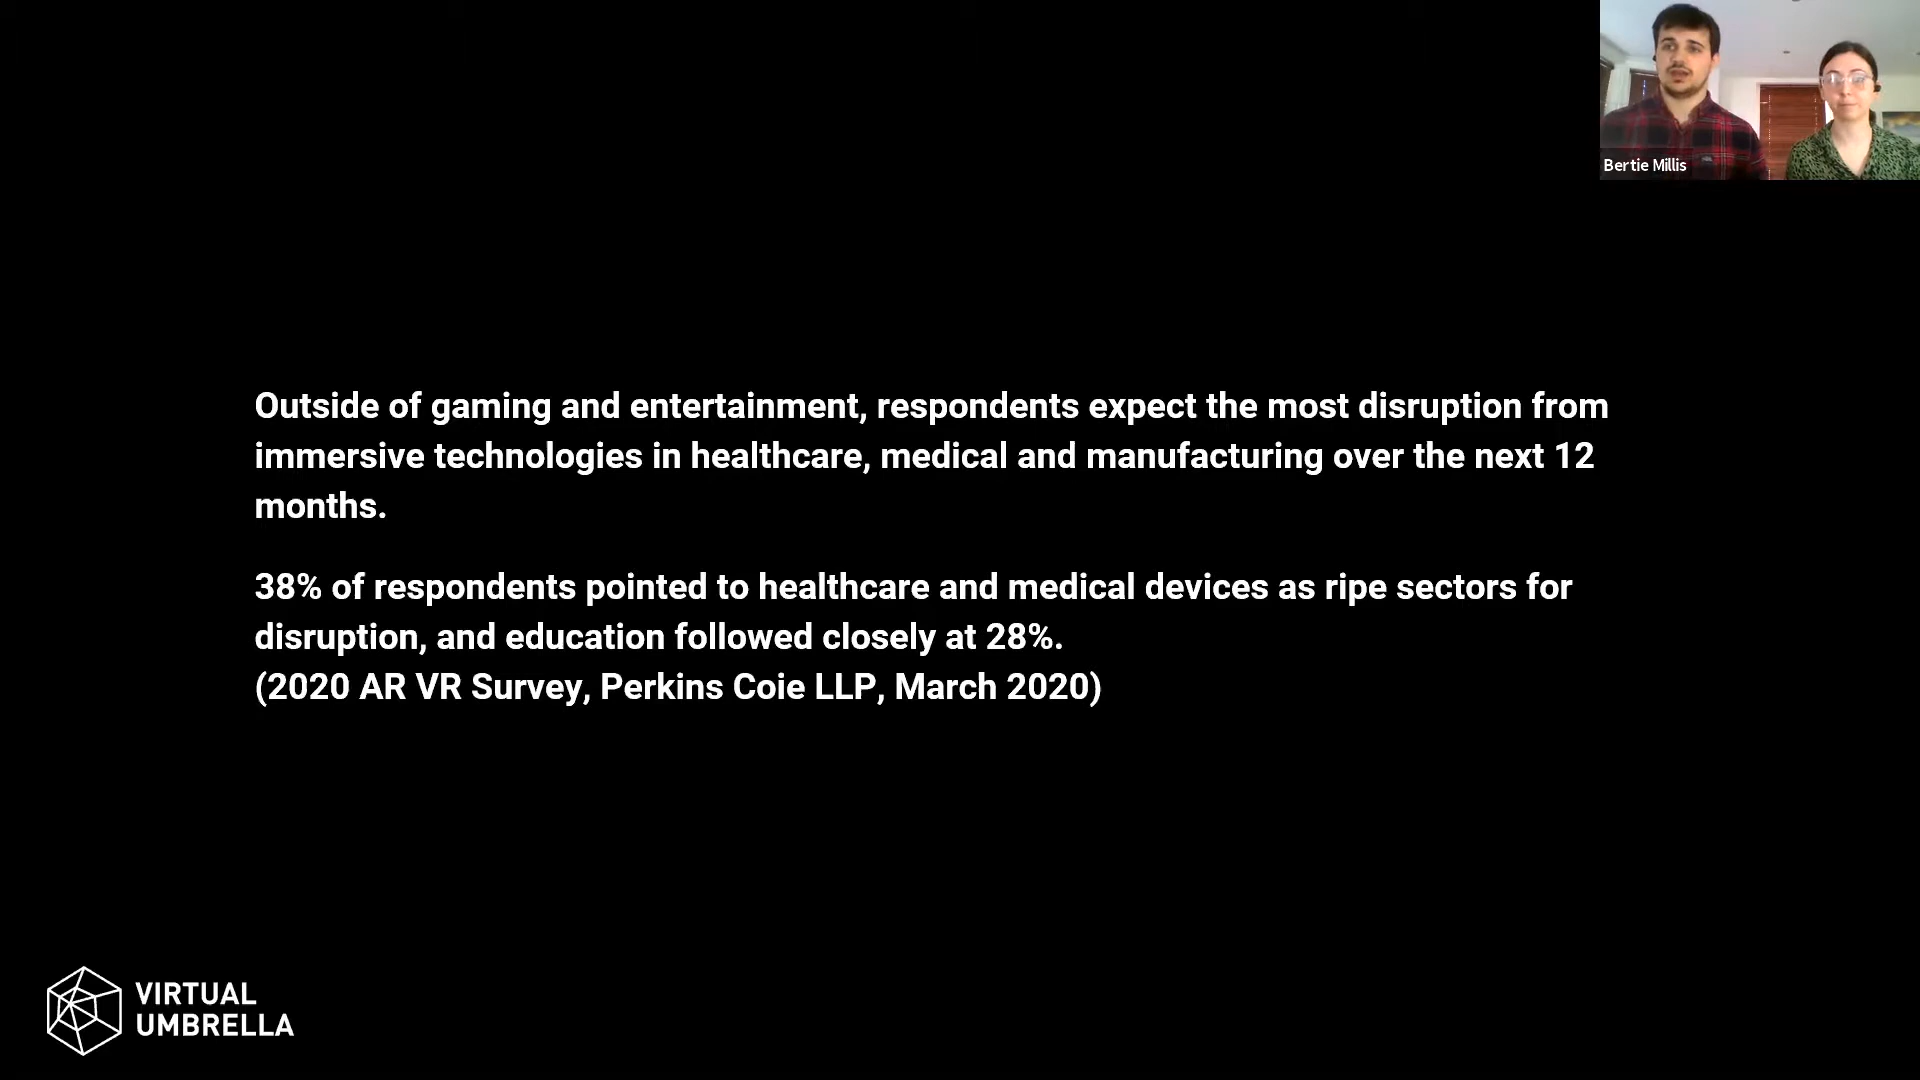 Bertie Millis
Outside of gaming and entertainment, respondents expect the most disruption from
immersive technologies in healthcare, medical and manufacturing over the next 12
months.
38% of respondents pointed to healthcare and medical devices as ripe sectors for
disruption, and education followed closely at 28%.
(2020 AR VR Survey, Perkins Coie LLP, March 2020)
VIRTUAL
UMBRELLA